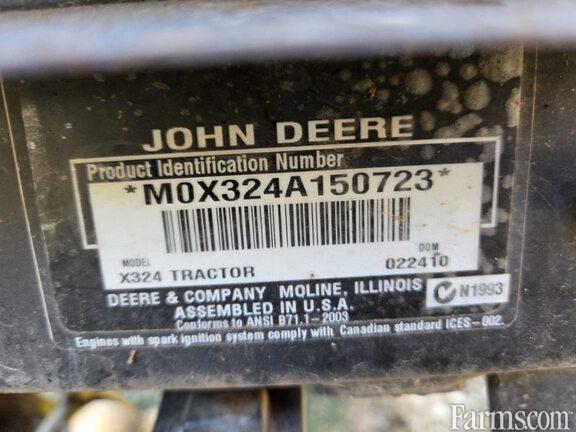 JOHN DEERE
Product Identification Number
*M0X324A150723*
MODEL DOM
X324 TRACTOR 022410
DEERE & COMPANY MOLINE, ILLINOIS
ASSEMBLED IN U.S.A.
N1993
Conforms to ANSI B71.1-2003
Engines with spark ignition system comply with Canadian standard ICES-002.
Farms.com